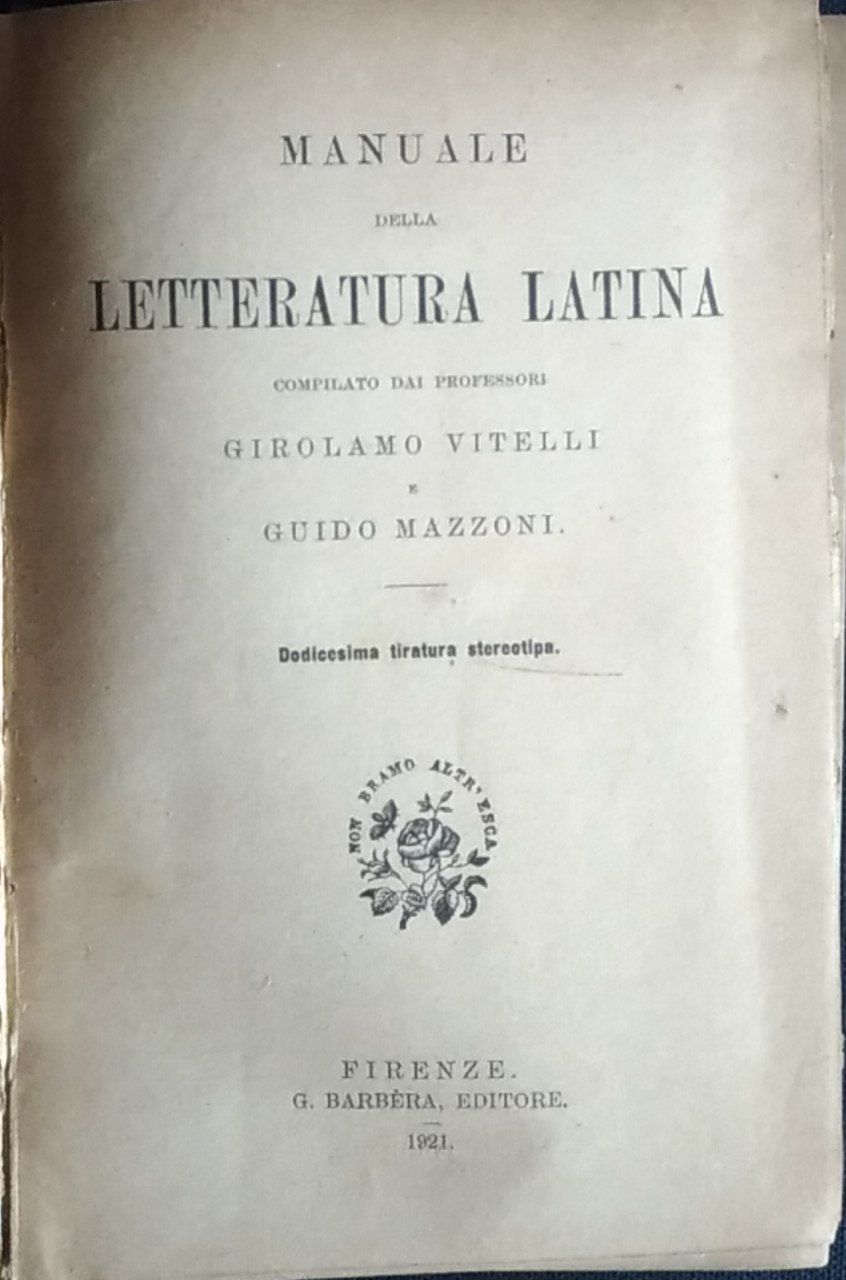 MANUALE
DELLA
LETTERATURA LATINA
COMPILATO DAI PROFESSORI
GIROLAMO VITELLI
E
GUIDO MAZZONI.
Dodicesima tiratura stereotipa.
NON BRAMO ALTR' ESCA
FIRENZE.
G. BARBÈRA, EDITORE.
1921.